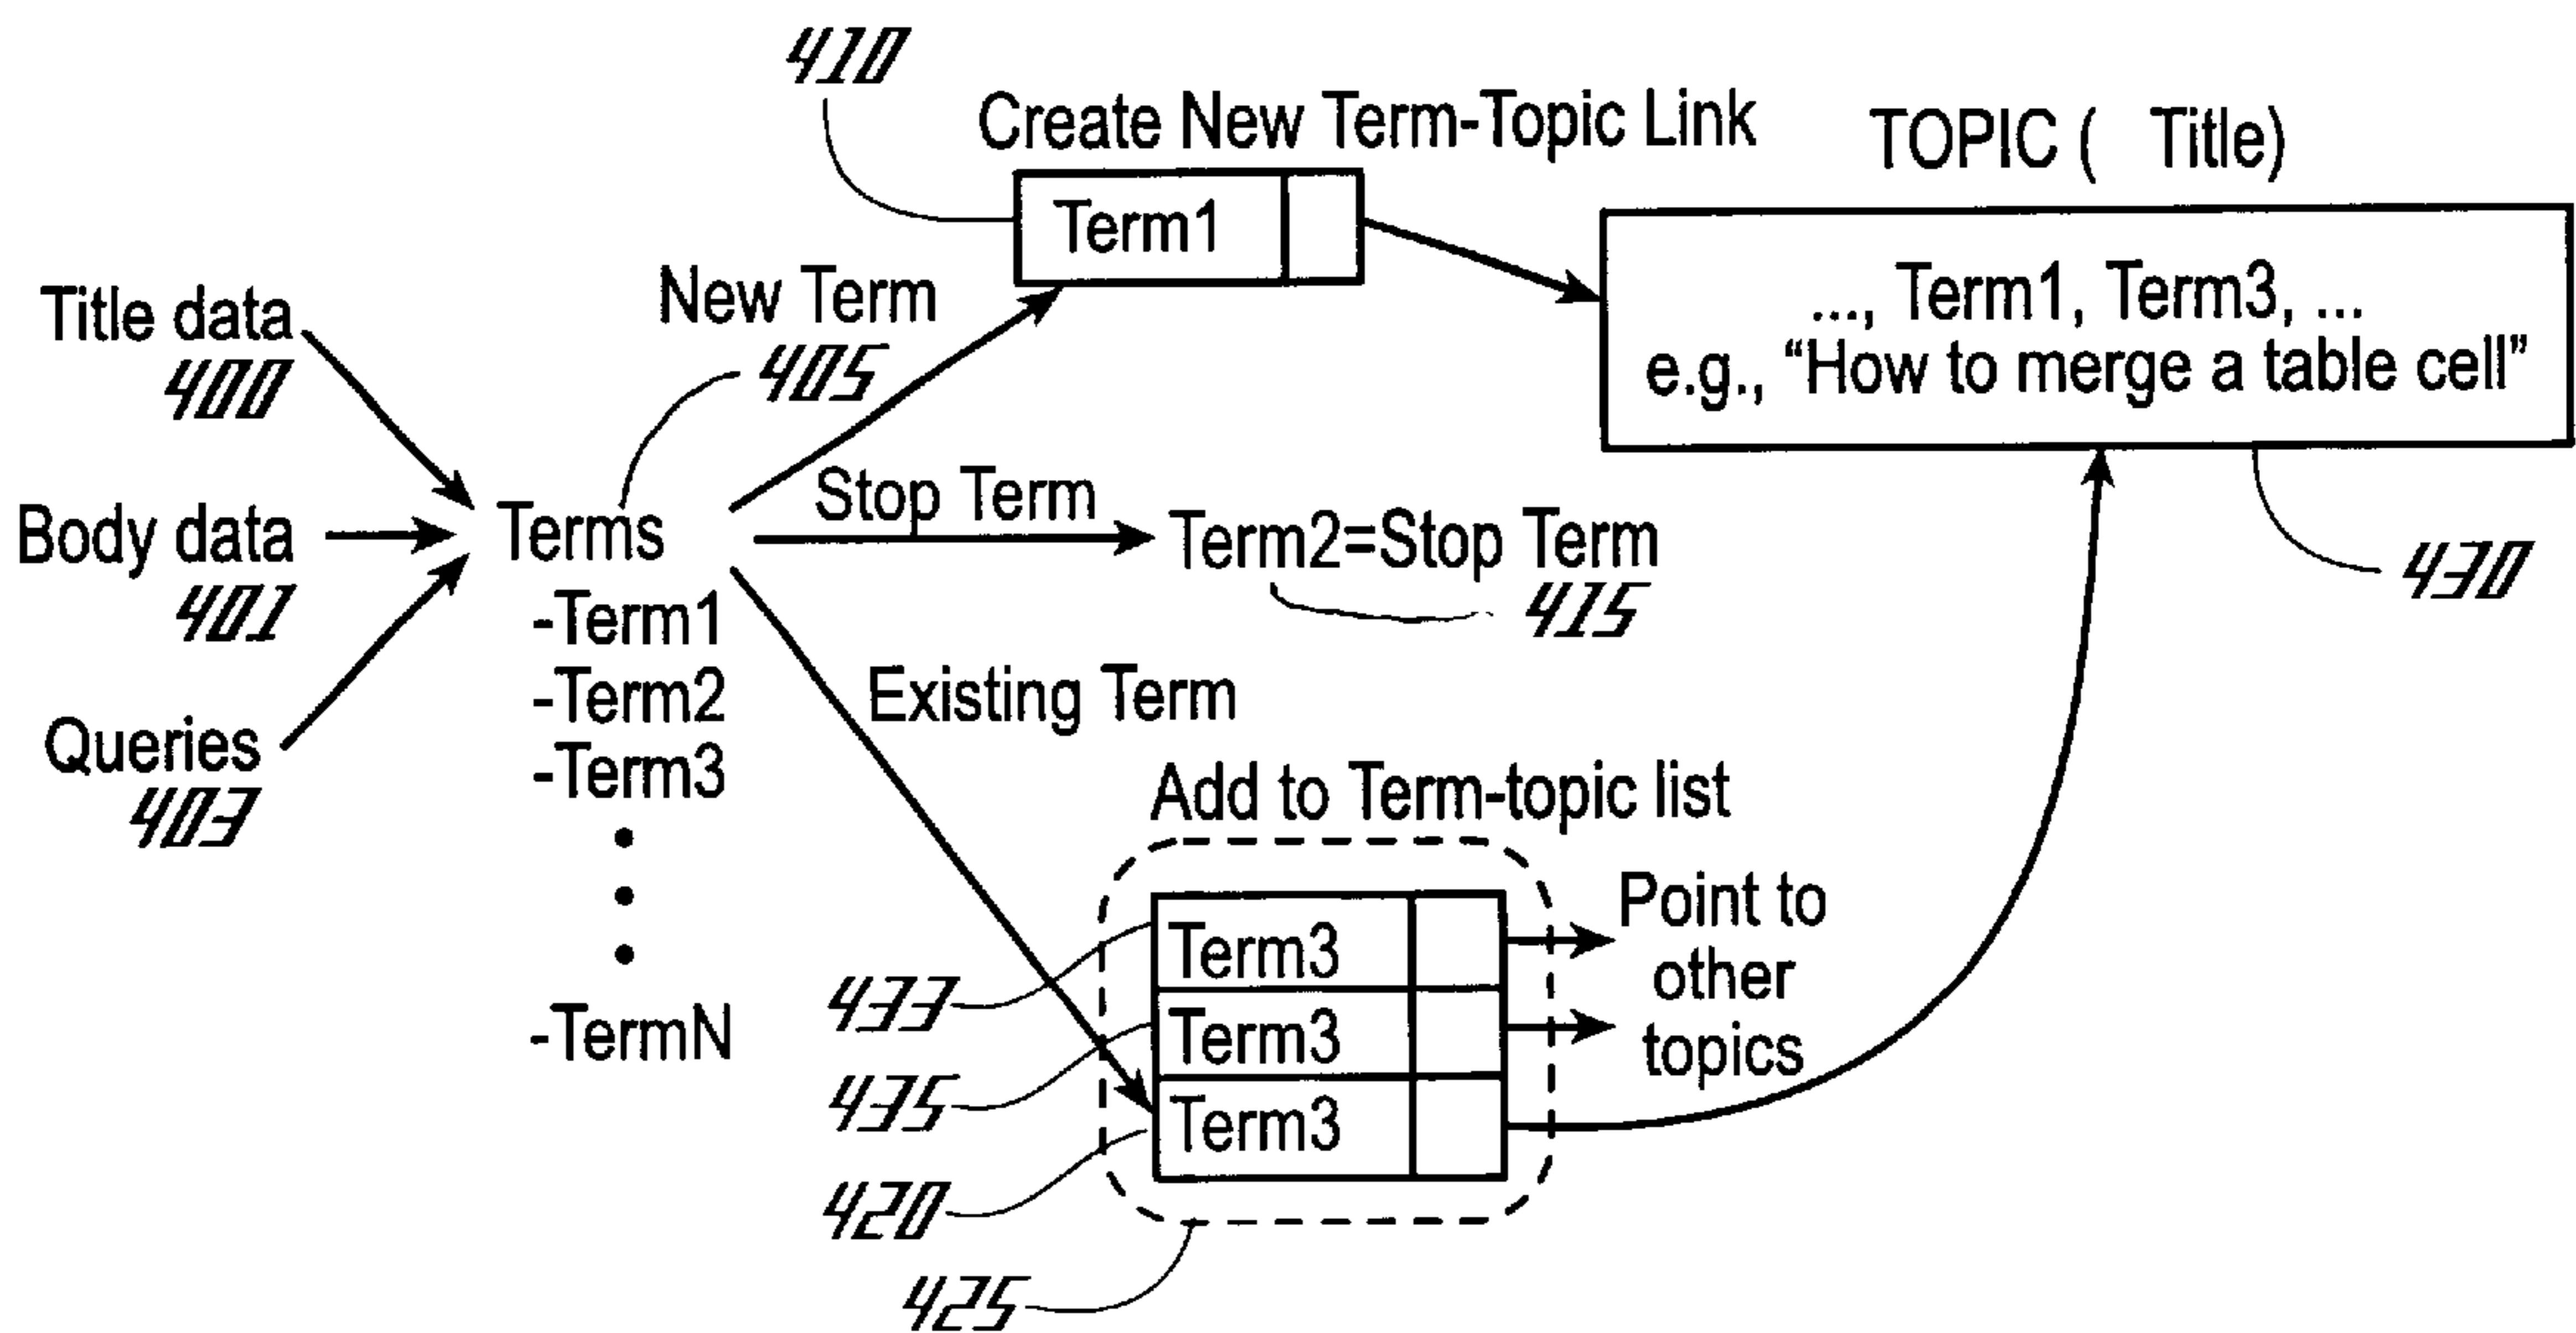 410
Create New Term-Topic Link
TOPIC ( Title)
Term1
New Term
405
..., Term1, Term3, ...
e.g., “How to merge a table cell”
430
Title data
400
Body data
401
Queries
403
Terms
-Term1
-Term2
-Term3
-TermN
Stop Term
Term2=Stop Term
415
Existing Term
Add to Term-topic list
433
Term3
435
Term3
420
Term3
425
Point to
other
topics